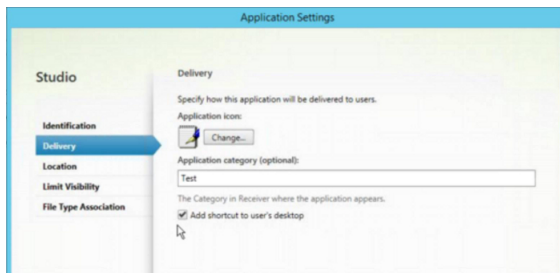 Application Settings
Studio
Identification
Delivery
Location
Limit Visibility
File Type Association
Delivery
Specify how this application will be delivered to users.
Application icon:
Change...
Application category (optional):
Test
The Category in Receiver where the application appears.
Add shortcut to user's desktop